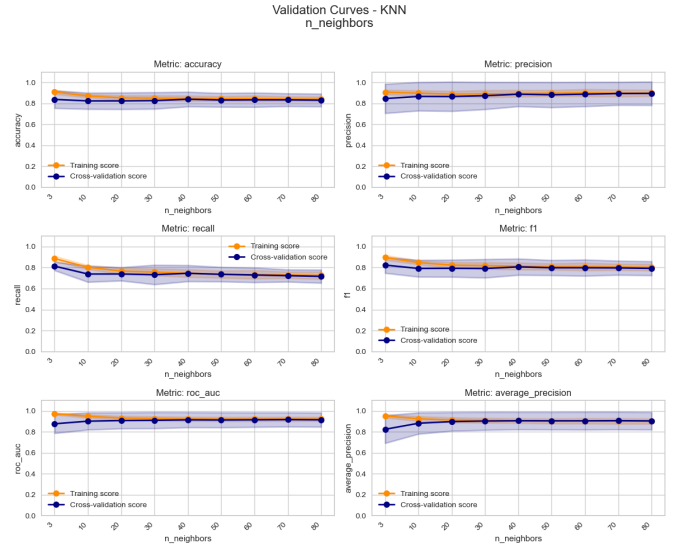 Validation Curves - KNN
n_neighbors
Metric: accuracy
accuracy
1.0
0.8
0.6
0.4
0.2
0.0
Training score
Cross-validation score
3 10 20 30 40 50 60 70 80
n_neighbors
Metric: precision
precision
1.0
0.8
0.6
0.4
0.2
0.0
Training score
Cross-validation score
3 10 20 30 40 50 60 70 80
n_neighbors
Metric: recall
recall
1.0
0.8
0.6
0.4
0.2
0.0
Training score
Cross-validation score
3 10 20 30 40 50 60 70 80
n_neighbors
Metric: f1
f1
1.0
0.8
0.6
0.4
0.2
0.0
Training score
Cross-validation score
3 10 20 30 40 50 60 70 80
n_neighbors
Metric: roc_auc
roc_auc
1.0
0.8
0.6
0.4
0.2
0.0
Training score
Cross-validation score
3 10 20 30 40 50 60 70 80
n_neighbors
Metric: average_precision
average_precision
1.0
0.8
0.6
0.4
0.2
0.0
Training score
Cross-validation score
3 10 20 30 40 50 60 70 80
n_neighbors